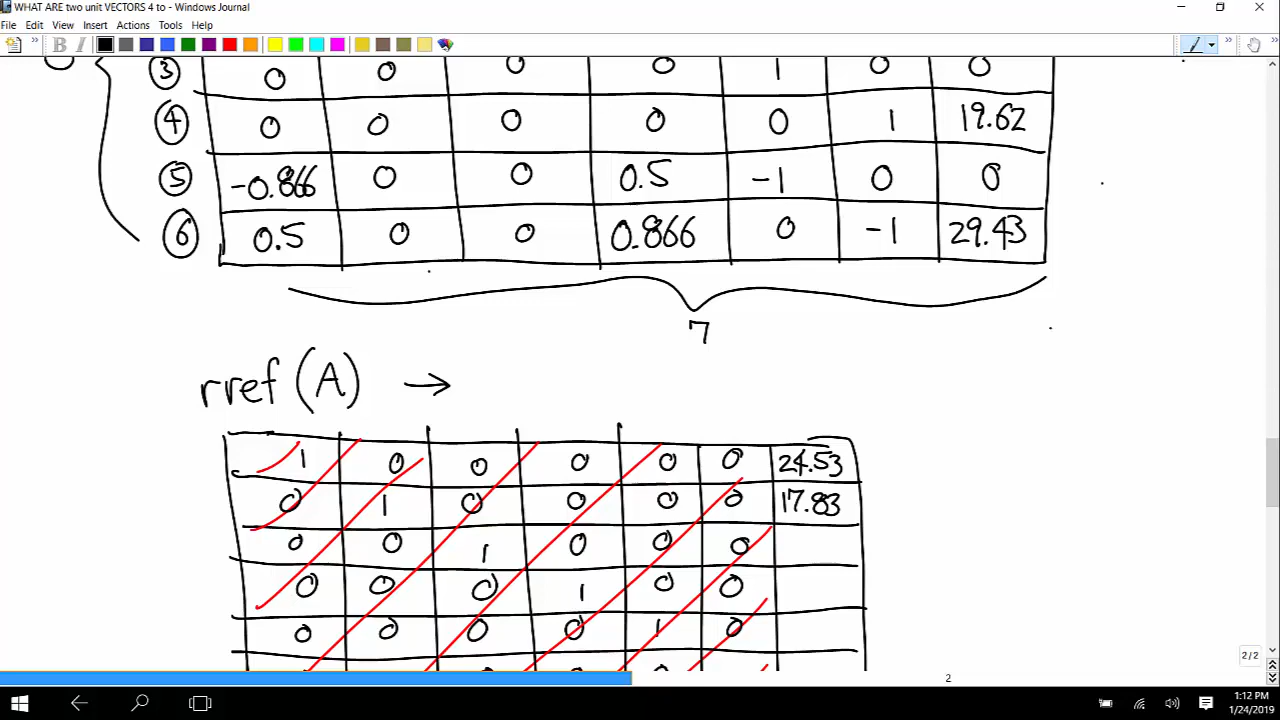 WHAT ARE two unit VECTORS 4 to - Windows Journal
File Edit View Insert Actions Tools Help
B I
③ 0 0 0 0 1 0 0
④ 0 0 0 0 0 1 19.62
⑤ -0.866 0 0 0.5 -1 0 0
⑥ 0.5 0 0 0.866 0 -1 29.43
7
rref (A) →
1 0 0 0 0 0 24.53
0 1 0 0 0 0 17.83
0 0 1 0 0 0
0 0 0 1 0 0
0 0 0 0 1 0
2/2
2
1:12 PM
1/24/2019